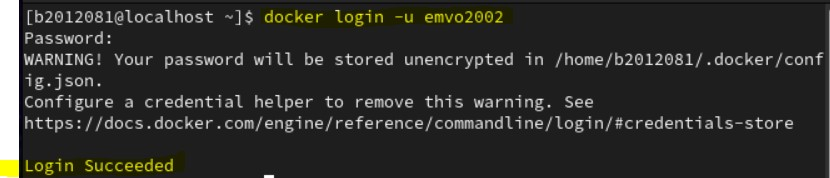 [b2012081@localhost ~]$ docker login -u emvo2002
Password:
WARNING! Your password will be stored unencrypted in /home/b2012081/.docker/conf
ig.json.
Configure a credential helper to remove this warning. See
https://docs.docker.com/engine/reference/commandline/login/#credentials-store
Login Succeeded